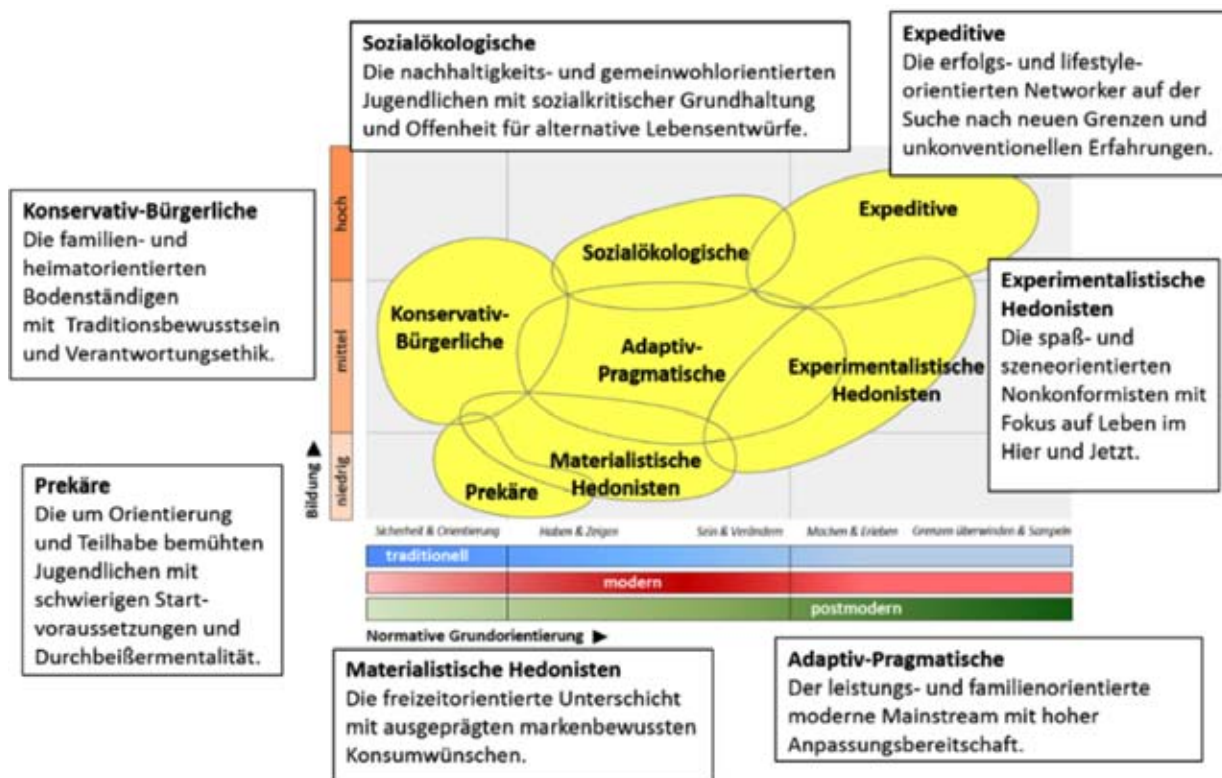 Sozialökologische
Die nachhaltigkeits- und gemeinwohlorientierten
Jugendlichen mit sozialkritischer Grundhaltung
und Offenheit für alternative Lebensentwürfe.
Expeditive
Die erfolgs- und lifestyle-
orientierten Networker auf der
Suche nach neuen Grenzen und
unkonventionellen Erfahrungen.
Konservativ-Bürgerliche
Die familien- und
heimatorientierten
Bodenständigen
mit Traditionsbewusstsein
und Verantwortungsethik.
Experimentalistische
Hedonisten
Die spaß- und
szeneorientierten
Nonkonformisten mit
Fokus auf Leben im
Hier und Jetzt.
Prekäre
Die um Orientierung
und Teilhabe bemühten
Jugendlichen mit
schwierigen Start-
voraussetzungen und
Durchbeißermentalität.
Bildung ▶
hoch
mittel
niedrig
Expeditive
Sozialökologische
Konservativ-
Bürgerliche
Adaptiv-
Pragmatische
Experimentalistische
Hedonisten
Materialistische
Hedonisten
Prekäre
Sicherheit & Orientierung
Haben & Zeigen
Sein & Verändern
Machen & Erleben
Grenzen überwinden & Sampeln
traditionell
modern
postmodern
Normative Grundorientierung ▶
Materialistische Hedonisten
Die freizeitorientierte Unterschicht
mit ausgeprägten markenbewussten
Konsumwünschen.
Adaptiv-Pragmatische
Der leistungs- und familienorientierte
moderne Mainstream mit hoher
Anpassungsbereitschaft.